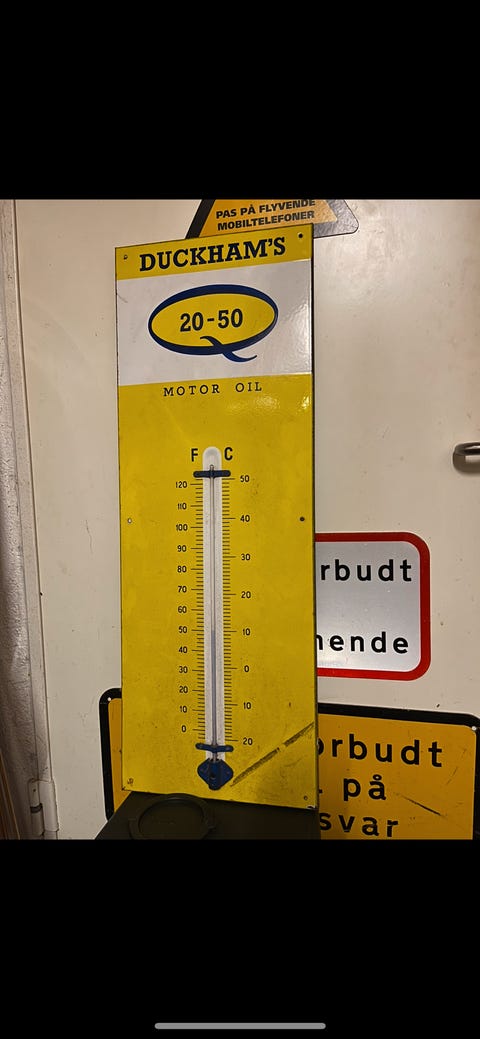 PAS PÅ FLYVENDE
MOBILTELEFONER
DUCKHAM'S
20-50
MOTOR OIL
F C
120 50
110
100 40
90
80 30
70
60 20
50 10
40
30 0
20
10 10
0 20
rbudt
ende
rbudt
på
svar